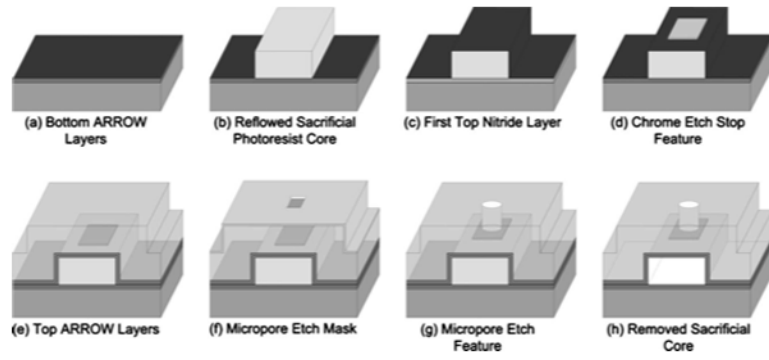 (a) Bottom ARROW
Layers
(b) Reflowed Sacrificial
Photoresist Core
(c) First Top Nitride Layer
(d) Chrome Etch Stop
Feature
(e) Top ARROW Layers
(f) Micropore Etch Mask
(g) Micropore Etch
Feature
(h) Removed Sacrificial
Core